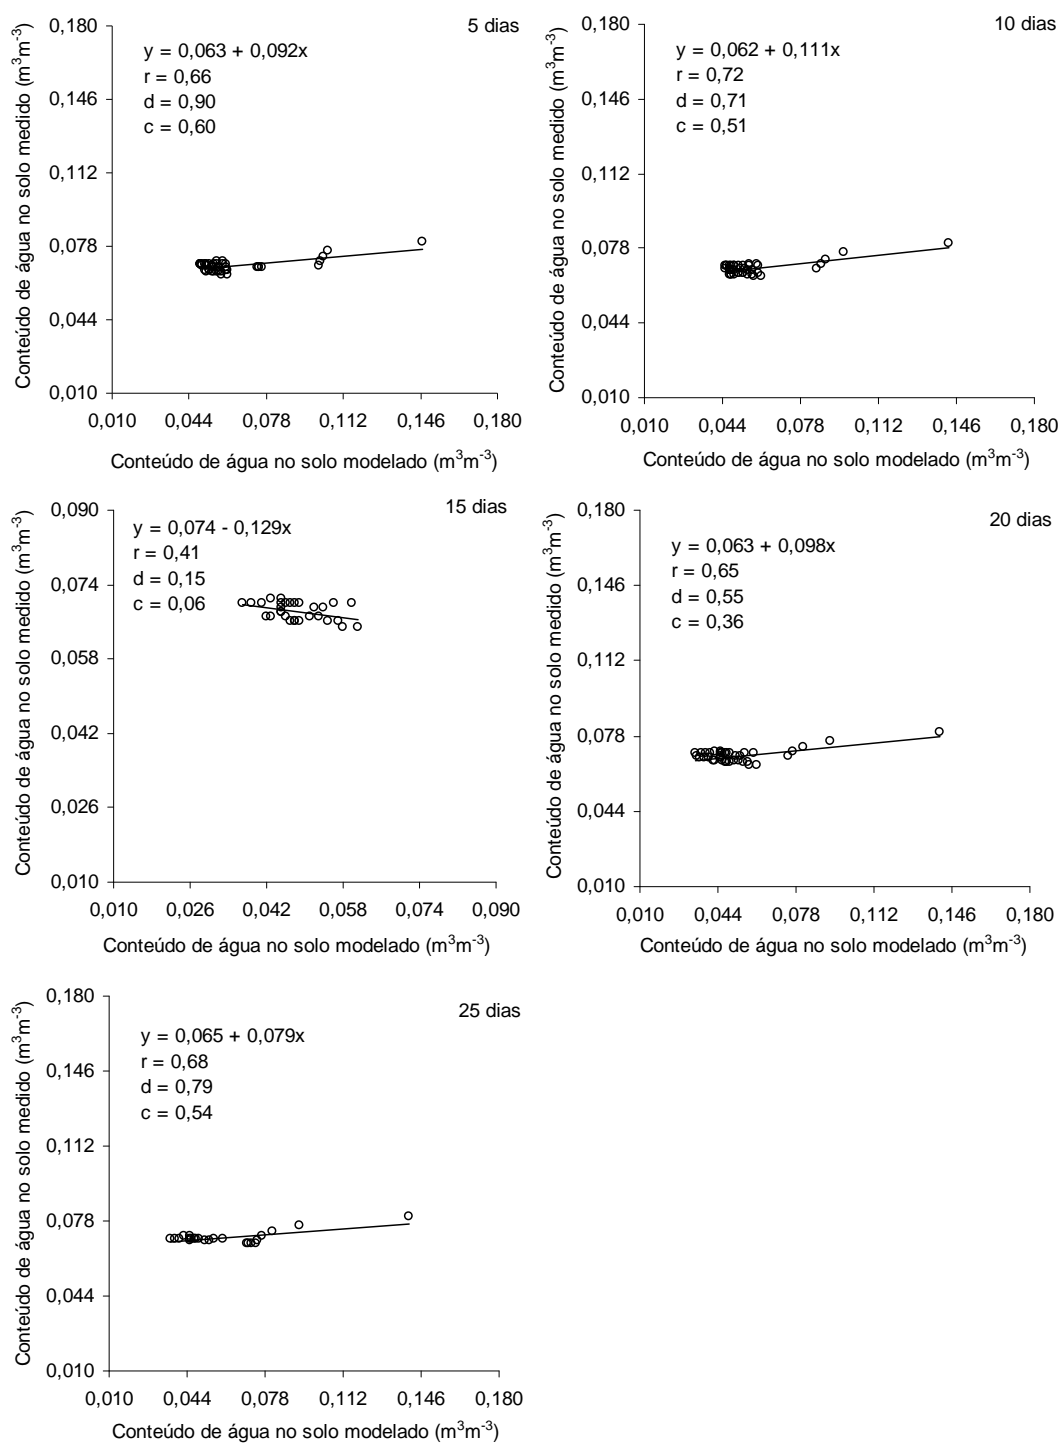 Conteúdo de água no solo medido (m³m⁻³)
5 dias
y = 0,063 + 0,092x
r = 0,66
d = 0,90
c = 0,60
0,180
0,146
0,112
0,078
0,044
0,010
0,010 0,044 0,078 0,112 0,146 0,180
Conteúdo de água no solo modelado (m³m⁻³)
Conteúdo de água no solo medido (m³m⁻³)
10 dias
y = 0,062 + 0,111x
r = 0,72
d = 0,71
c = 0,51
0,180
0,146
0,112
0,078
0,044
0,010
0,010 0,044 0,078 0,112 0,146 0,180
Conteúdo de água no solo modelado (m³m⁻³)
Conteúdo de água no solo medido (m³m⁻³)
15 dias
y = 0,074 - 0,129x
r = 0,41
d = 0,15
c = 0,06
0,090
0,074
0,058
0,042
0,026
0,010
0,010 0,026 0,042 0,058 0,074 0,090
Conteúdo de água no solo modelado (m³m⁻³)
Conteúdo de água no solo medido (m³m⁻³)
20 dias
y = 0,063 + 0,098x
r = 0,65
d = 0,55
c = 0,36
0,180
0,146
0,112
0,078
0,044
0,010
0,010 0,044 0,078 0,112 0,146 0,180
Conteúdo de água no solo modelado (m³m⁻³)
Conteúdo de água no solo medido (m³m⁻³)
25 dias
y = 0,065 + 0,079x
r = 0,68
d = 0,79
c = 0,54
0,180
0,146
0,112
0,078
0,044
0,010
0,010 0,044 0,078 0,112 0,146 0,180
Conteúdo de água no solo modelado (m³m⁻³)